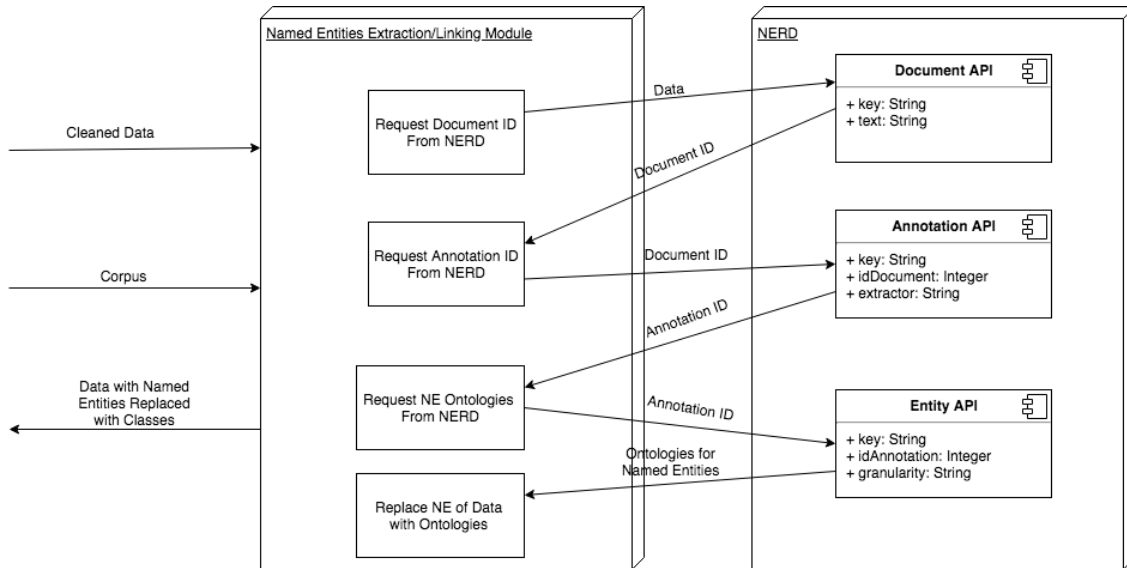 Named Entities Extraction/Linking Module
NERD
Cleaned Data
Corpus
Data with Named
Entities Replaced
with Classes
Request Document ID
From NERD
Request Annotation ID
From NERD
Request NE Ontologies
From NERD
Replace NE of Data
with Ontologies
Data
Document ID
Document ID
Annotation ID
Annotation ID
Ontologies for
Named Entities
Document API
+ key: String
+ text: String
Annotation API
+ key: String
+ idDocument: Integer
+ extractor: String
Entity API
+ key: String
+ idAnnotation: Integer
+ granularity: String